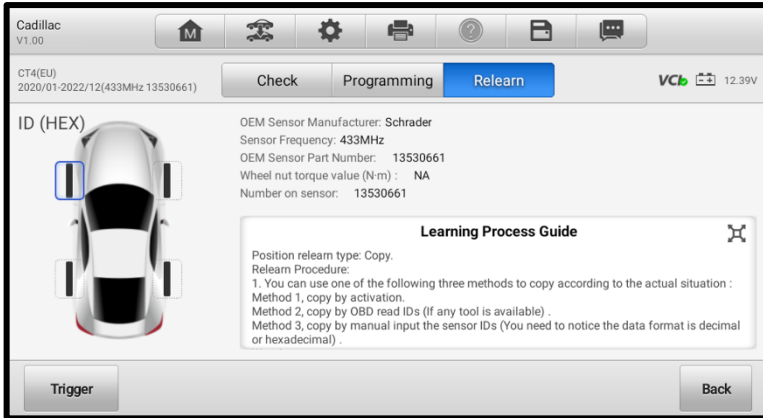 Cadillac
V1.00
M
CT4(EU)
2020/01-2022/12(433MHz 13530661)
Check
Programming
Relearn
VCI
12.39V
ID (HEX)
OEM Sensor Manufacturer: Schrader
Sensor Frequency: 433MHz
OEM Sensor Part Number: 13530661
Wheel nut torque value (N·m) : NA
Number on sensor: 13530661
Learning Process Guide
Position relearn type: Copy.
Relearn Procedure:
1. You can use one of the following three methods to copy according to the actual situation :
Method 1, copy by activation.
Method 2, copy by OBD read IDs (If any tool is available) .
Method 3, copy by manual input the sensor IDs (You need to notice the data format is decimal
or hexadecimal) .
Trigger
Back